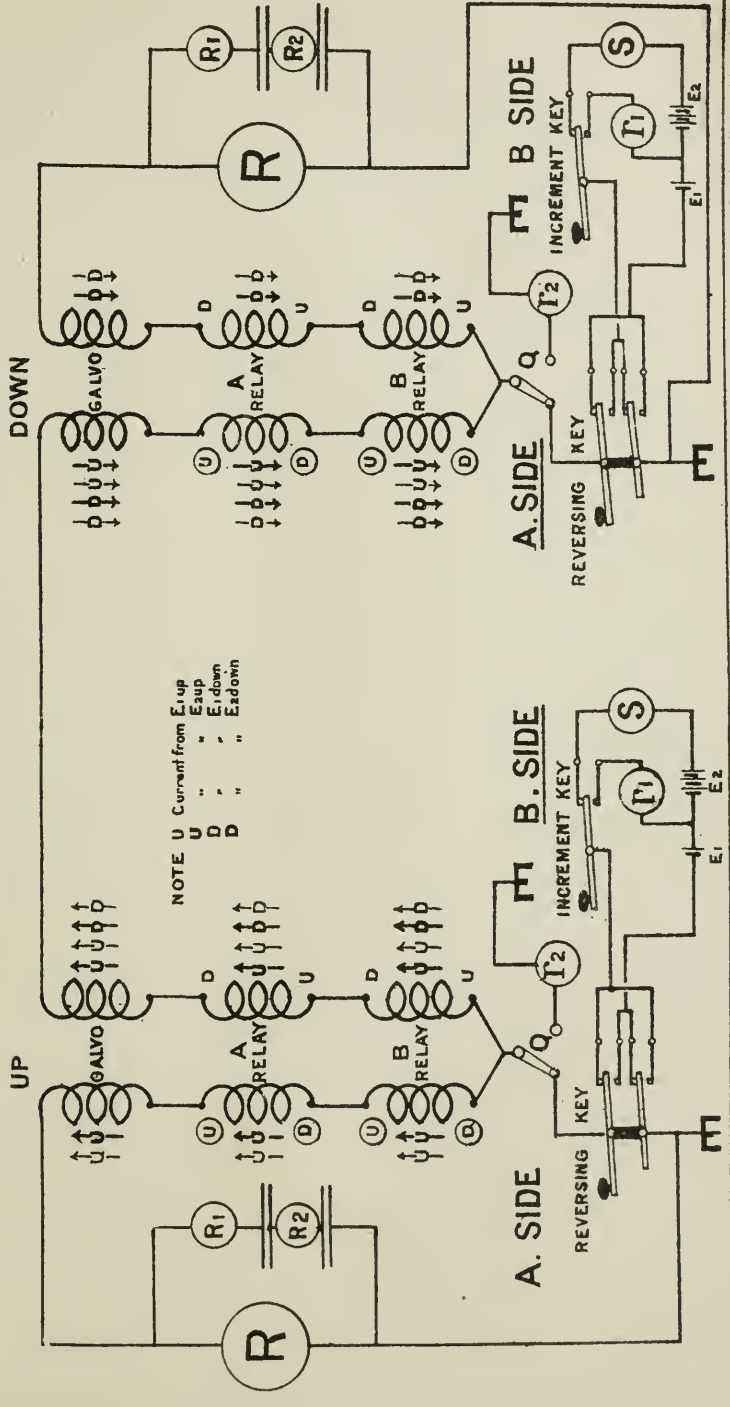 UP
DOWN
GALVO
U U
U U D D
A
RELAY
U
D
D
U
U U
U U D D
B
RELAY
U
D
D
U
U U
U U D D
R
R1
R2
NOTE U Current from E1 up
U " " E2 up
D " " E1 down
D " " E2 down
GALVO
D D U U
D D
A
RELAY
U
D
D
U
D D U U
D D
B
RELAY
U
D
D
U
D D U U
D D
R
R1
R2
A. SIDE
Q
r2
E
B. SIDE
REVERSING KEY
INCREMENT KEY
r1
S
E1
E2
E
A. SIDE
Q
r2
E
B SIDE
REVERSING KEY
INCREMENT KEY
r1
S
E1
E2
E